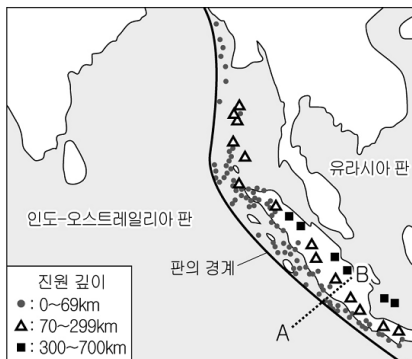 유라시아 판
인도-오스트레일리아 판
판의 경계
B
A
진원 깊이
● : 0~69km
△ : 70~299km
■ : 300~700km